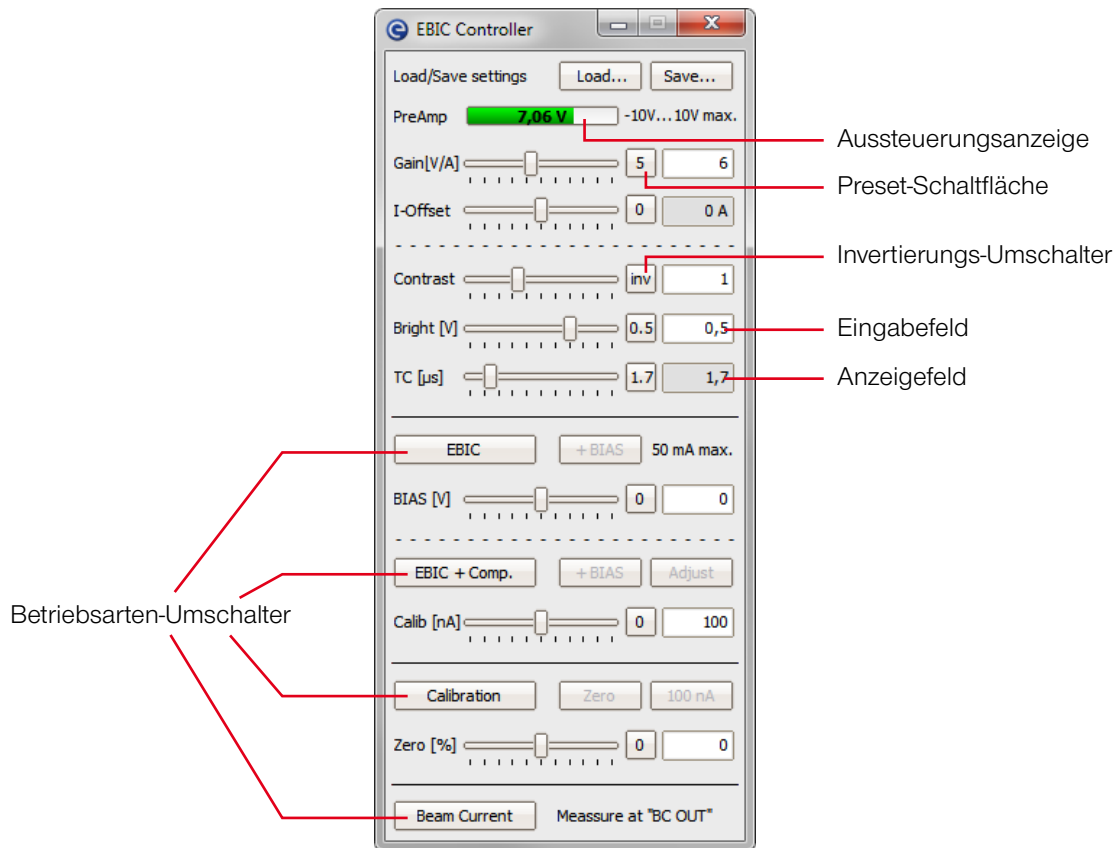 EBIC Controller
Load/Save settings Load... Save...
PreAmp 7,06 V -10V...10V max.
Aussteuerungsanzeige
Gain[V/A] 5 6
Preset-Schaltfläche
I-Offset 0 0 A
Invertierungs-Umschalter
Contrast inv 1
Bright [V] 0.5 0,5
Eingabefeld
TC [µs] 1.7 1,7
Anzeigefeld
EBIC + BIAS 50 mA max.
BIAS [V] 0 0
EBIC + Comp. + BIAS Adjust
Betriebsarten-Umschalter
Calib [nA] 0 100
Calibration Zero 100 nA
Zero [%] 0 0
Beam Current Meassure at "BC OUT"